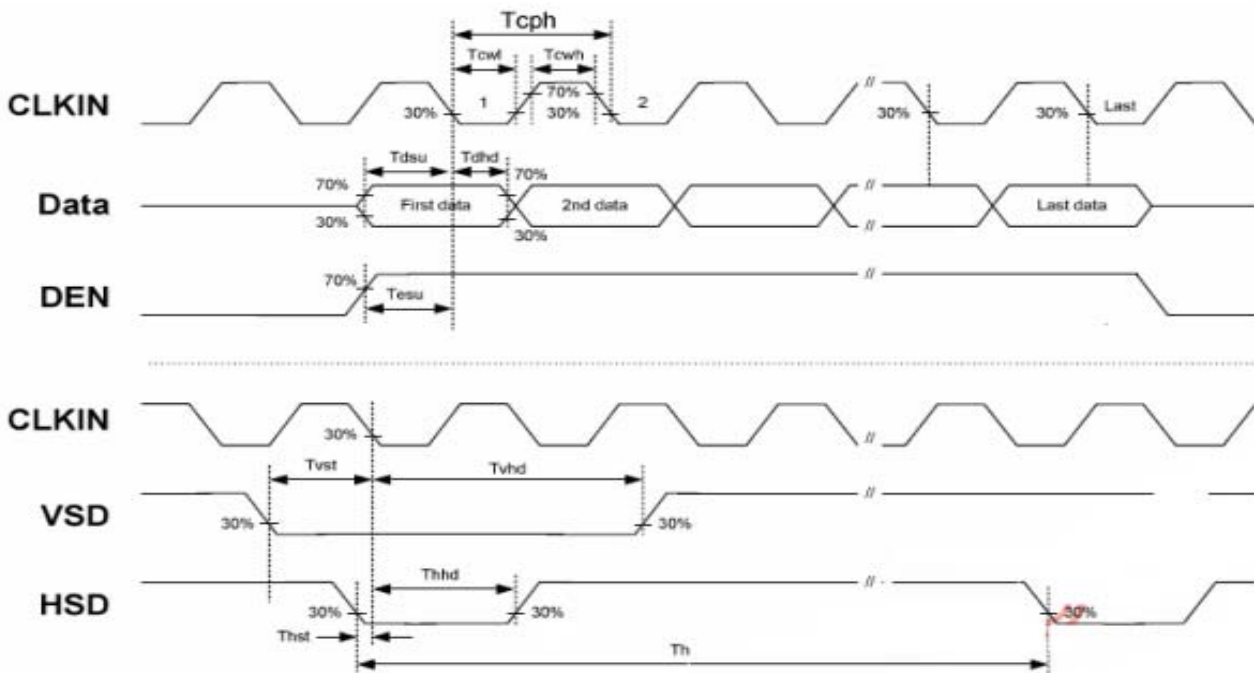 Tcph
Tcwl Tcwh
CLKIN 30% 1 70% 30% 2 30% 30% Last
Tdsu Tdhd
70% 70%
Data First data 2nd data Last data
30% 30%
DEN 70%
Tesu
CLKIN 30%
Tvst Tvhd
VSD 30% 30%
Thhd
HSD 30% 30% 30%
Thst
Th